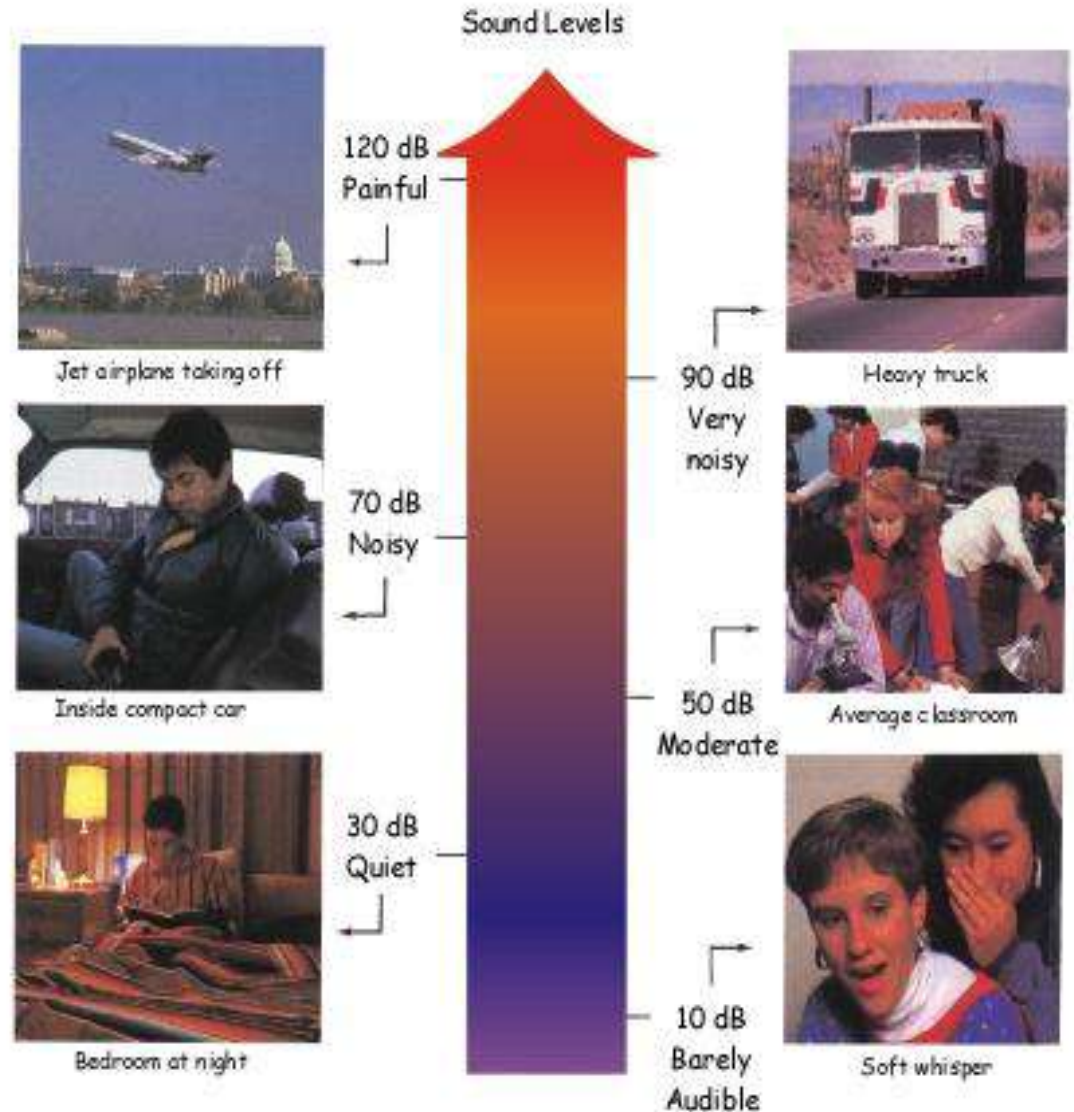 Sound Levels
120 dB
Painful
Jet airplane taking off
90 dB
Very
noisy
Heavy truck
70 dB
Noisy
Inside compact car
50 dB
Moderate
Average classroom
30 dB
Quiet
Bedroom at night
10 dB
Barely
Audible
Soft whisper